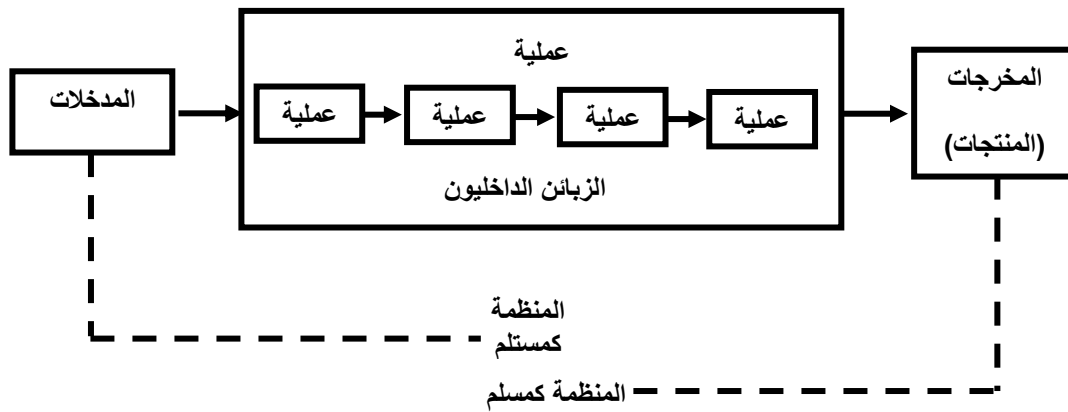 المدخلات
عملية
عملية
عملية
عملية
عملية
الزبائن الداخليون
المخرجات
(المنتجات)
المنظمة
كمستلم
المنظمة كمسلم